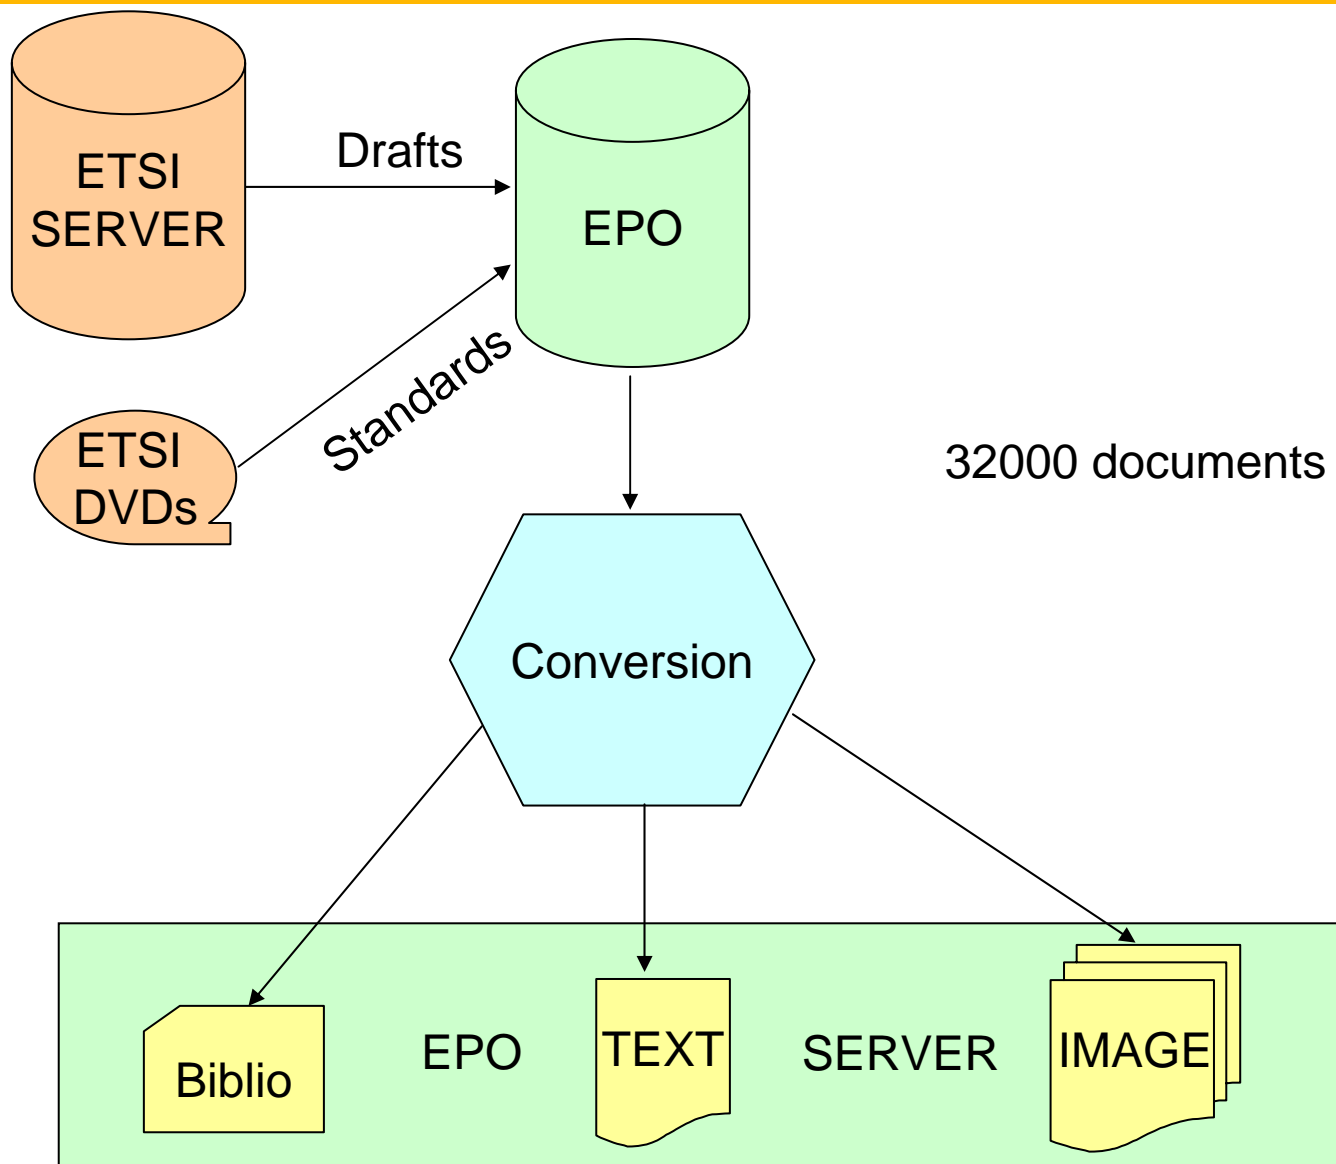 ETSI
SERVER
Drafts
EPO
Standards
ETSI
DVDs
32000 documents
Conversion
Biblio
EPO
TEXT
SERVER
IMAGE